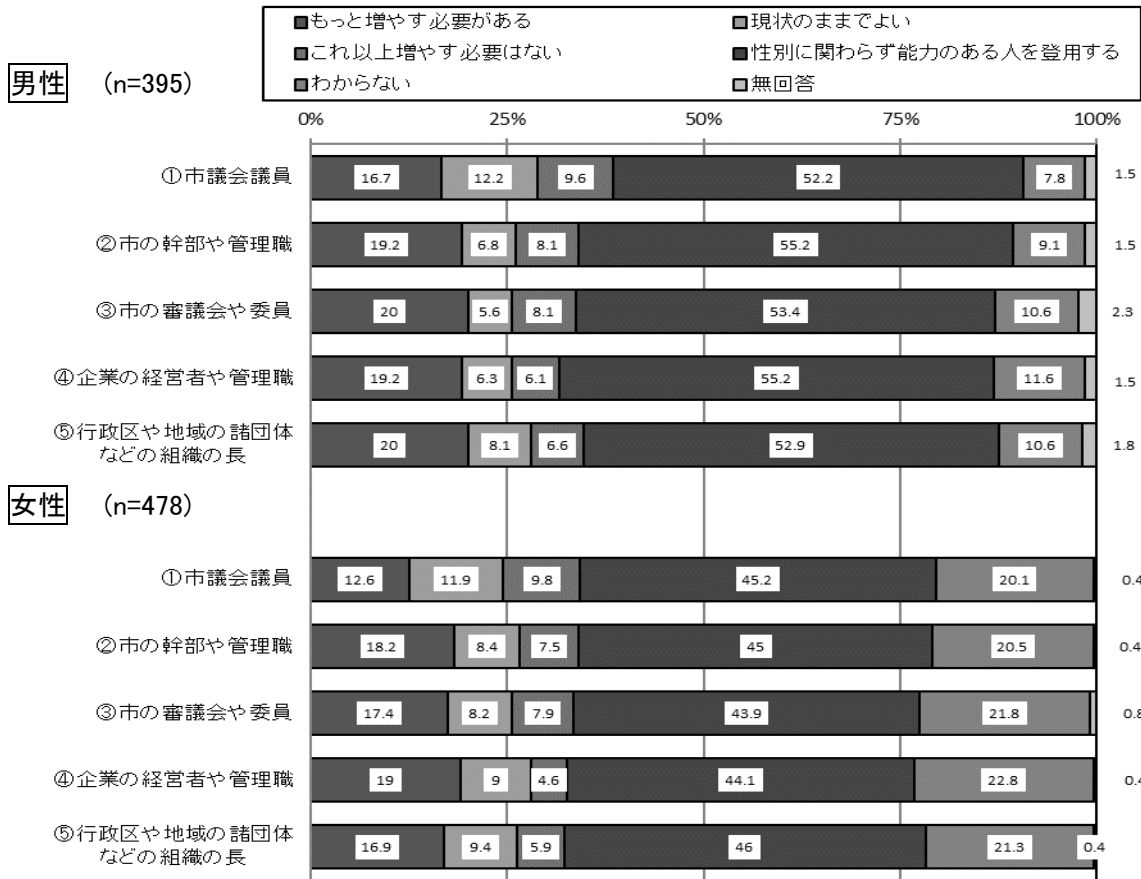 ■もっと増やす必要がある ■現状のままでよい
■これ以上増やす必要はない ■性別に関わらず能力のある人を登用する
■わからない ■無回答
男性 (n=395)
0% 25% 50% 75% 100%
①市議会議員 16.7 12.2 9.6 52.2 7.8 1.5
②市の幹部や管理職 19.2 6.8 8.1 55.2 9.1 1.5
③市の審議会や委員 20 5.6 8.1 53.4 10.6 2.3
④企業の経営者や管理職 19.2 6.3 6.1 55.2 11.6 1.5
⑤行政区や地域の諸団体
などの組織の長 20 8.1 6.6 52.9 10.6 1.8
女性 (n=478)
①市議会議員 12.6 11.9 9.8 45.2 20.1 0.4
②市の幹部や管理職 18.2 8.4 7.5 45 20.5 0.4
③市の審議会や委員 17.4 8.2 7.9 43.9 21.8 0.8
④企業の経営者や管理職 19 9 4.6 44.1 22.8 0.4
⑤行政区や地域の諸団体
などの組織の長 16.9 9.4 5.9 46 21.3 0.4